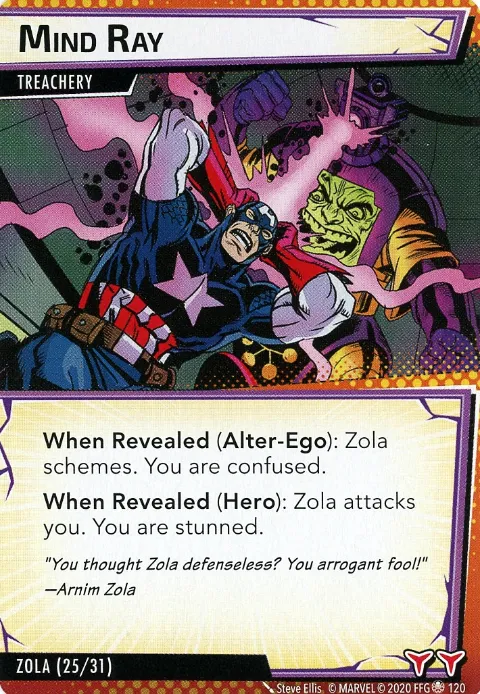 Mind Ray
TREACHERY
When Revealed (Alter-Ego): Zola
schemes. You are confused.
When Revealed (Hero): Zola attacks
you. You are stunned.
"You thought Zola defenseless? You arrogant fool!"
—Arnim Zola
ZOLA (25/31)
Steve Ellis © MARVEL © 2020 FFG 120